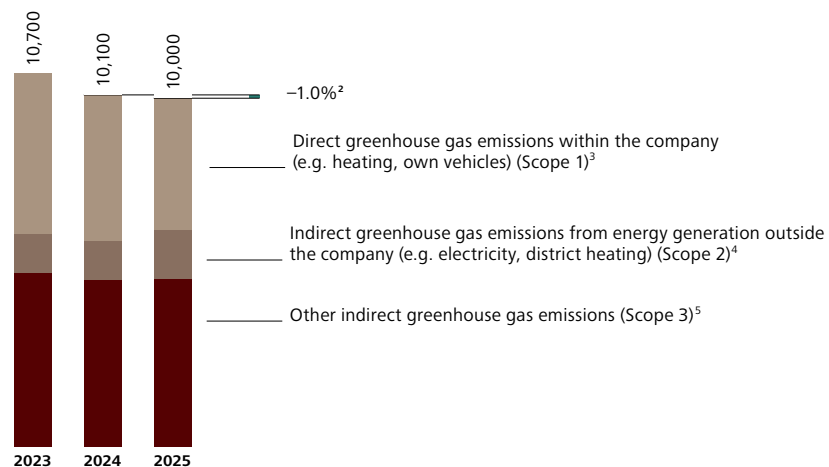 10,700
10,100
10,000
–1.0%²
Direct greenhouse gas emissions within the company
(e.g. heating, own vehicles) (Scope 1)³
Indirect greenhouse gas emissions from energy generation outside
the company (e.g. electricity, district heating) (Scope 2)⁴
Other indirect greenhouse gas emissions (Scope 3)⁵
2023
2024
2025